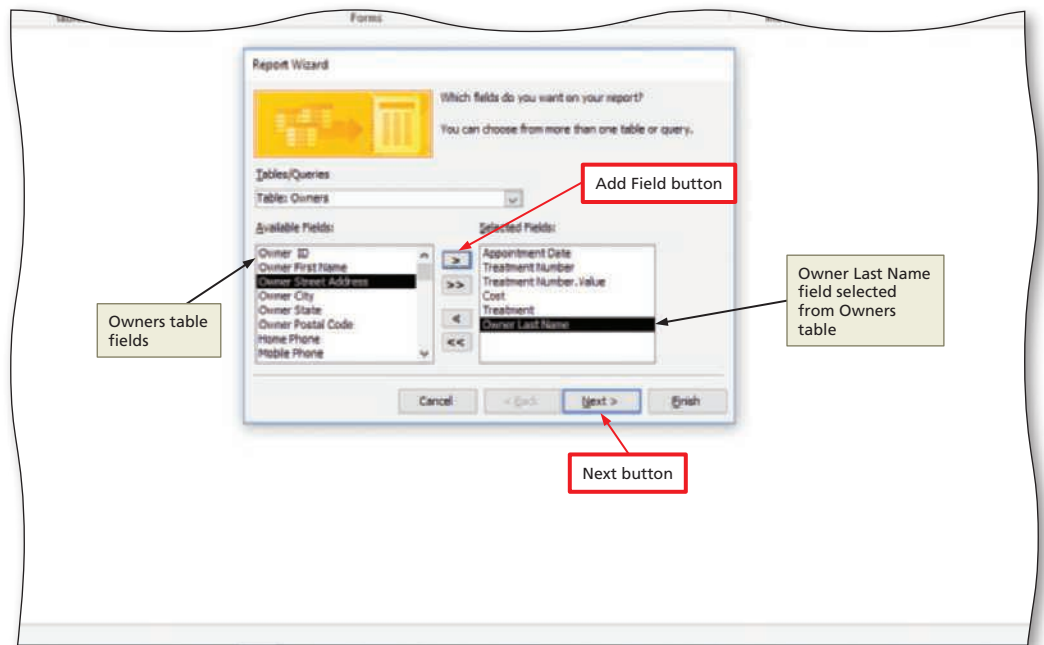 Forms
Report Wizard
Which fields do you want on your report?
You can choose from more than one table or query.
Tables/Queries
Table: Owners
Add Field button
Available Fields:
Selected Fields:
Owner ID
Owner First Name
Owner Street Address
Owner City
Owner State
Owner Postal Code
Home Phone
Mobile Phone
>
>>
<
<<
Appointment Date
Treatment Number
Treatment Number.Value
Cost
Treatment
Owner Last Name
Owners table
fields
Owner Last Name
field selected
from Owners
table
Cancel
< Back
Next >
Finish
Next button